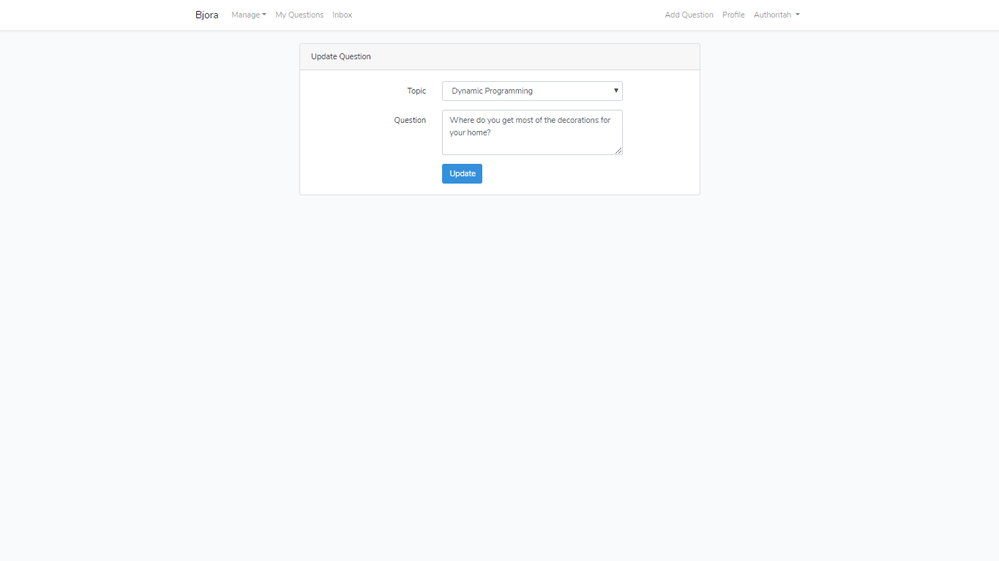 Bjora Manage My Questions Inbox Add Question Profile Authoritah
Update Question
Topic Dynamic Programming
Question Where do you get most of the decorations for
your home?
Update